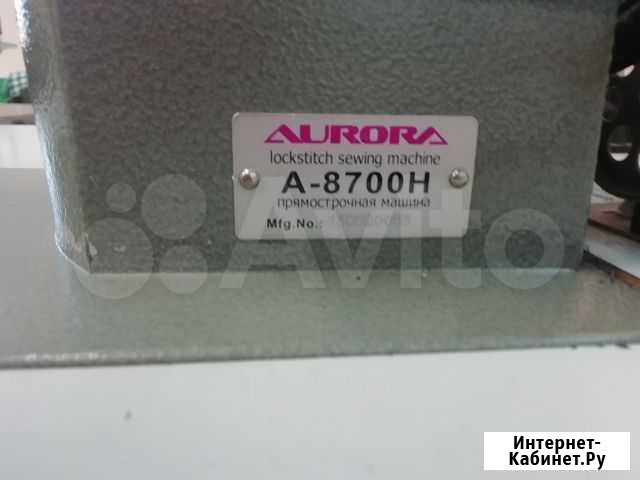 AURORA
lockstitch sewing machine
A-8700H
прямострочная машина
Mfg.No.:
Avito
Интернет-
Кабинет.Ру